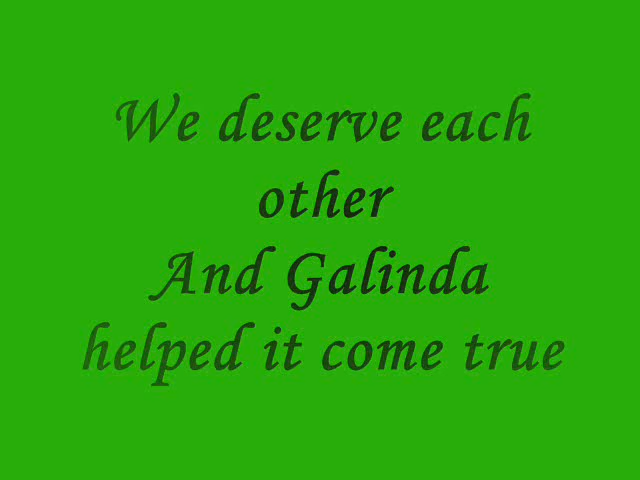 We deserve each
other
And Galinda
helped it come true